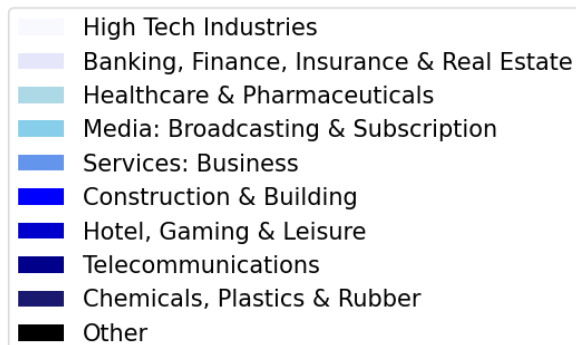 High Tech Industries
Banking, Finance, Insurance & Real Estate
Healthcare & Pharmaceuticals
Media: Broadcasting & Subscription
Services: Business
Construction & Building
Hotel, Gaming & Leisure
Telecommunications
Chemicals, Plastics & Rubber
Other